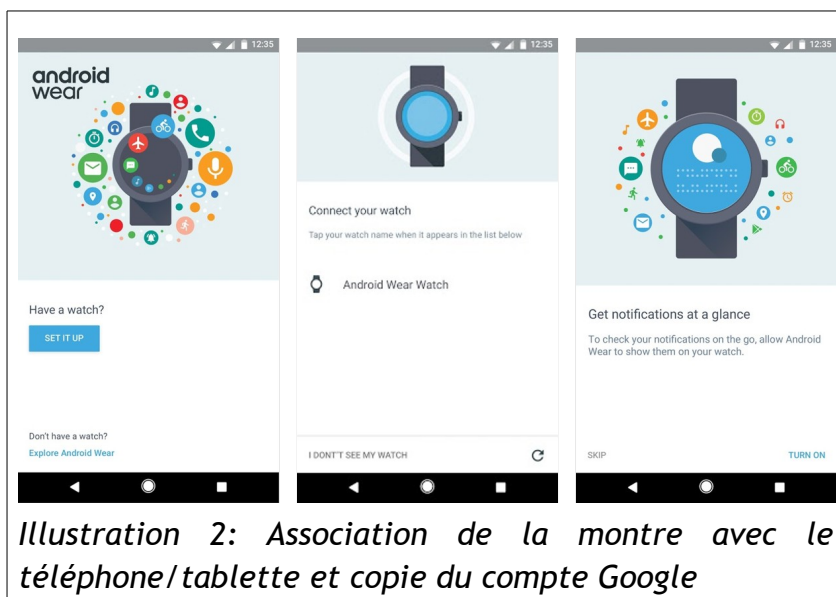 12:35
android
wear
Have a watch?
SET IT UP
Don't have a watch?
Explore Android Wear
12:35
Connect your watch
Tap your watch name when it appears in the list below
Android Wear Watch
I DONT'T SEE MY WATCH
12:35
Get notifications at a glance
To check your notifications on the go, allow Android
Wear to show them on your watch.
SKIP
TURN ON
Illustration 2: Association de la montre avec le
téléphone/tablette et copie du compte Google